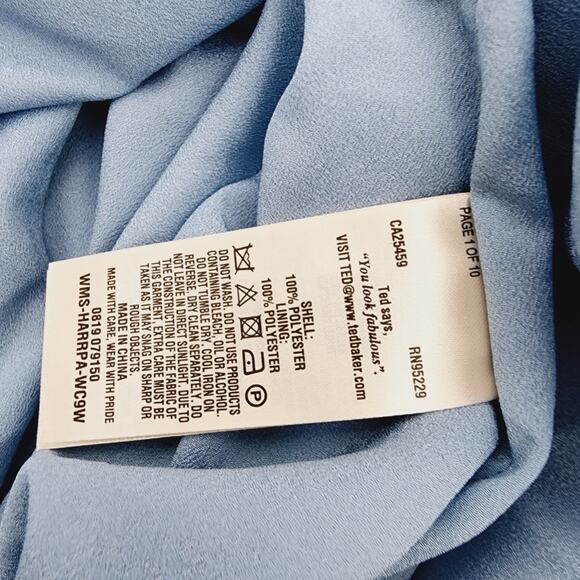 PAGE 1 OF 10
CA25459
RN95229
Ted says,
"You look fabulous".
VISIT TED@www.tedbaker.com
SHELL:
100% POLYESTER
LINING:
100% POLYESTER
P
DO NOT WASH. DO NOT USE PRODUCTS
CONTAINING BLEACH, OIL OR ALCOHOL.
DO NOT TUMBLE DRY. COOL IRON ON
REVERSE. DRY CLEAN SEPARATELY. DO
NOT LEAVE IN DIRECT SUNLIGHT. DUE TO
THE CONSTRUCTION OF THE FABRIC OF
THIS GARMENT, EXTRA CARE MUST BE
TAKEN AS IT MAY SNAG ON SHARP OR
ROUGH OBJECTS.
MADE IN CHINA
MADE WITH CARE, WEAR WITH PRIDE
0819 079150
WMS-HARRPA-WC9W